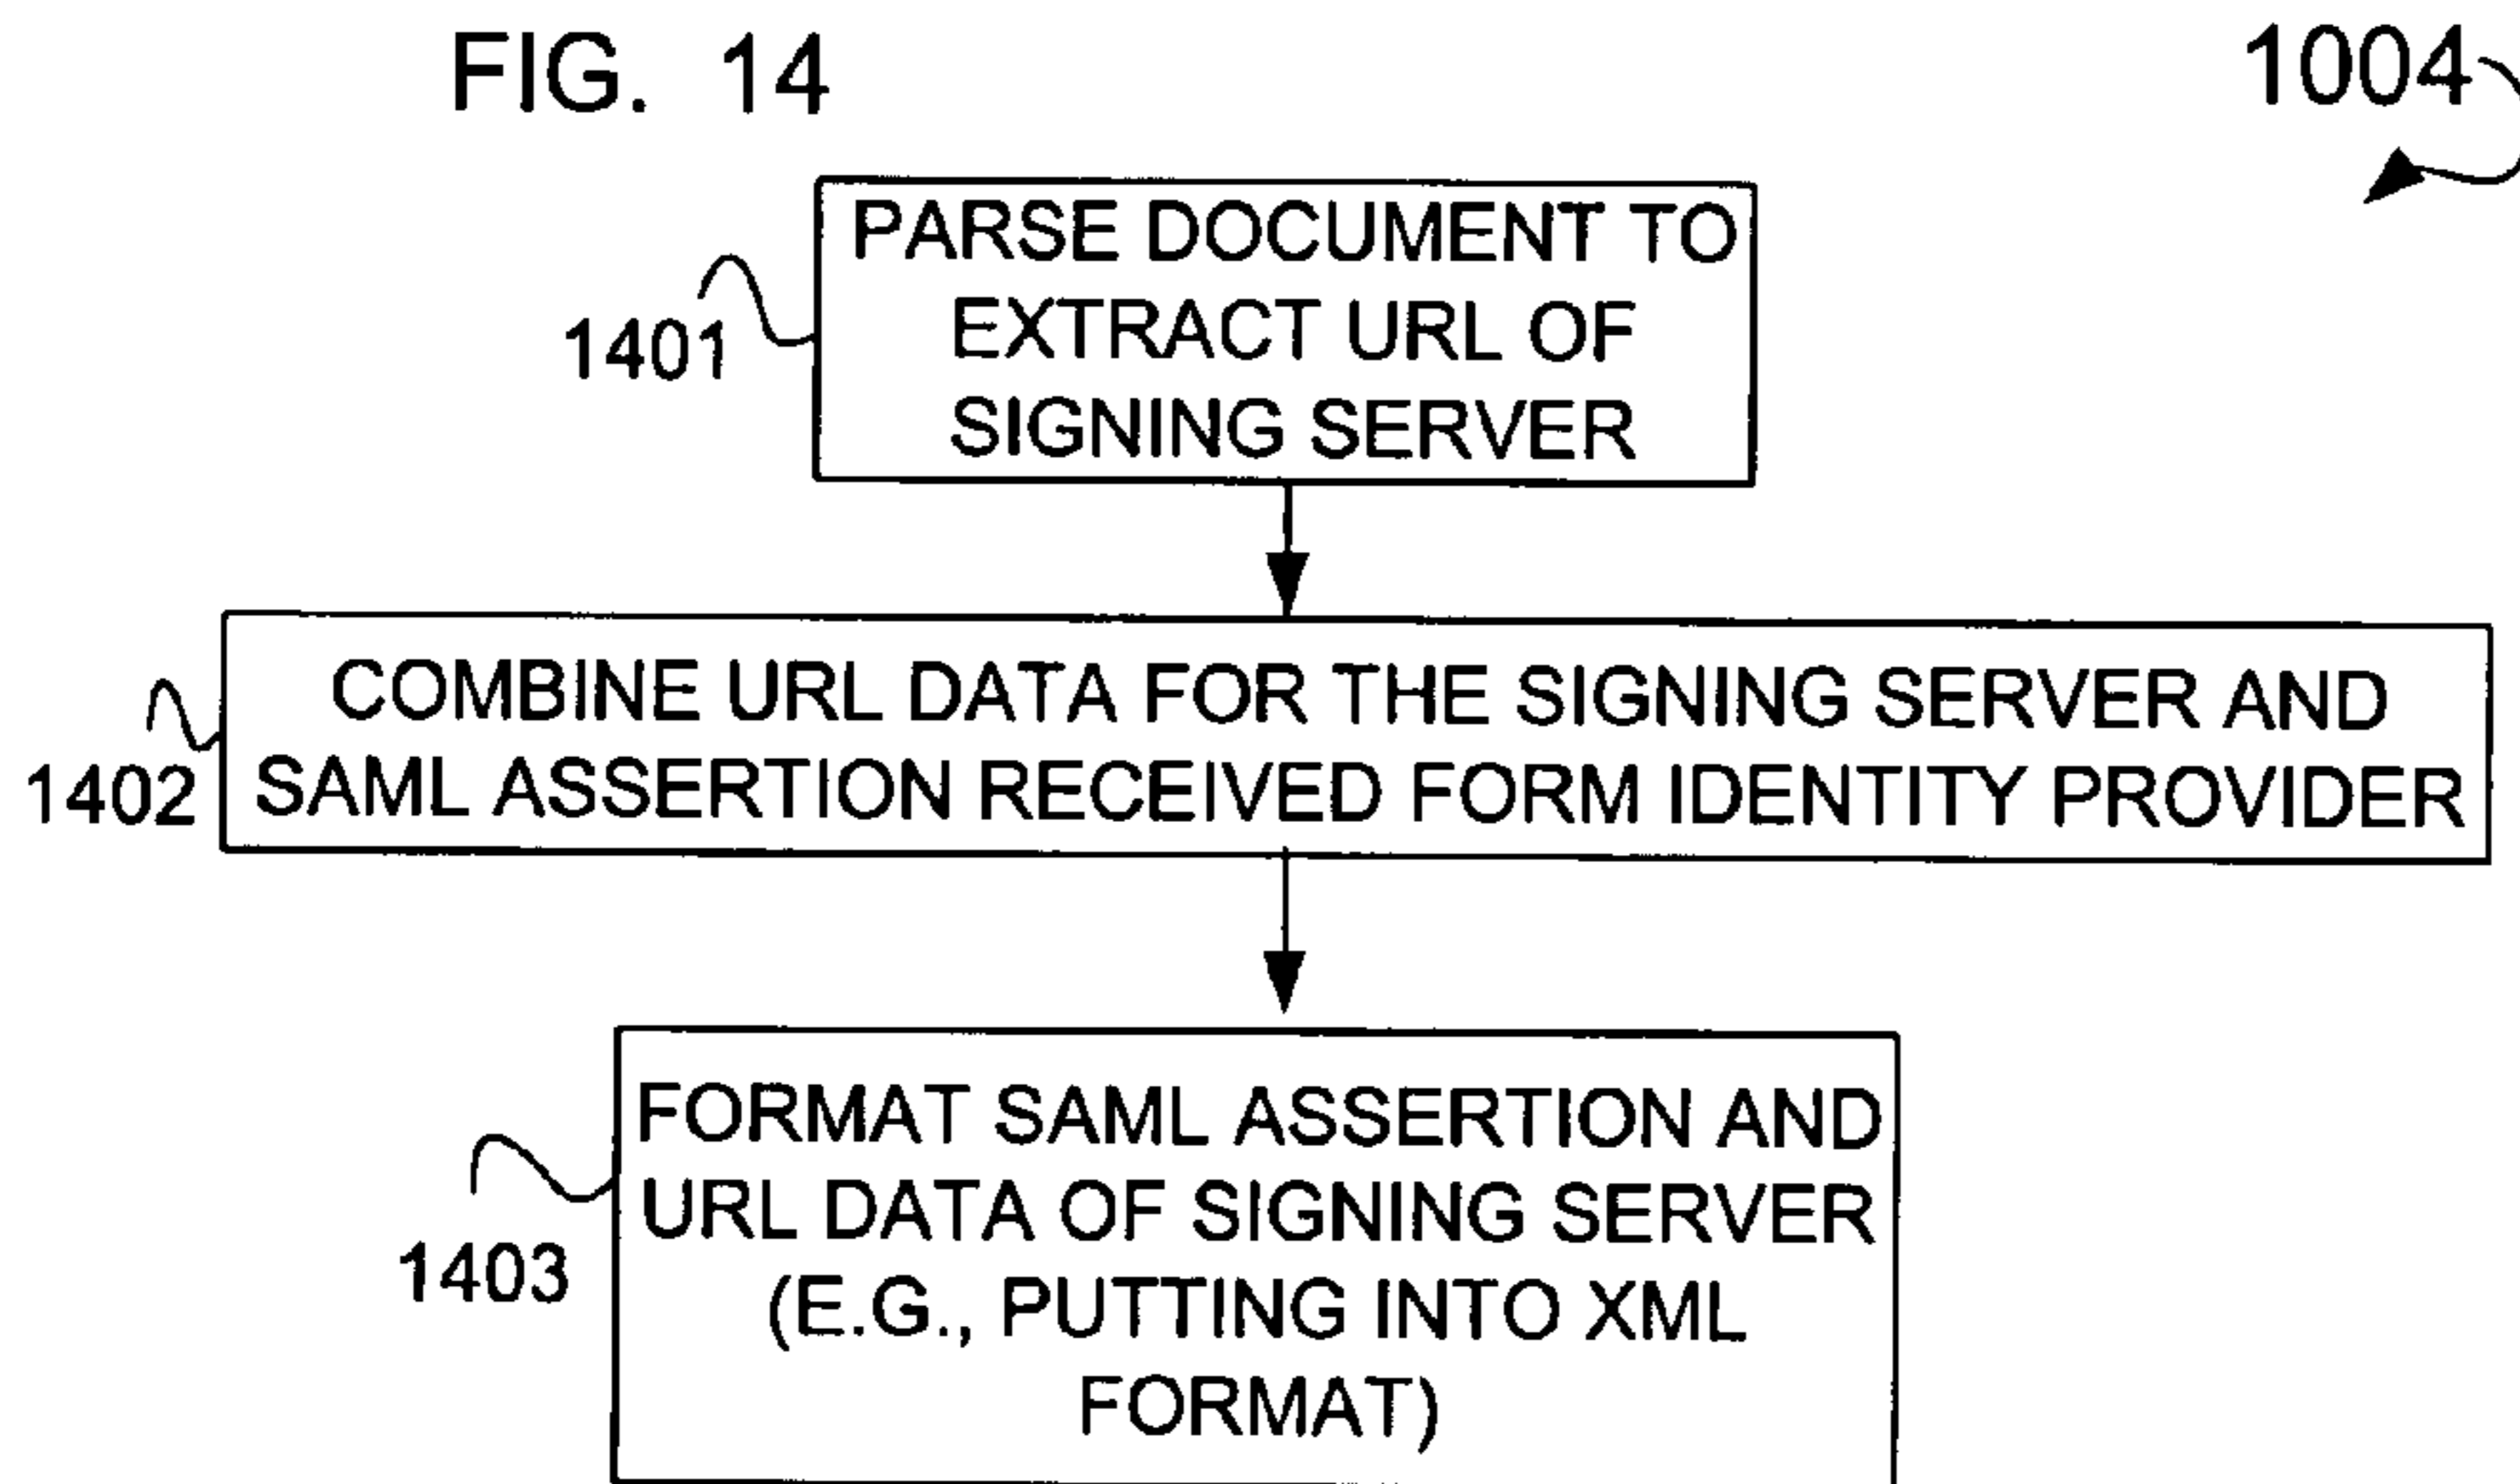 FIG. 14
1004
PARSE DOCUMENT TO
EXTRACT URL OF
SIGNING SERVER
1401
COMBINE URL DATA FOR THE SIGNING SERVER AND
SAML ASSERTION RECEIVED FORM IDENTITY PROVIDER
1402
FORMAT SAML ASSERTION AND
URL DATA OF SIGNING SERVER
(E.G., PUTTING INTO XML
FORMAT)
1403